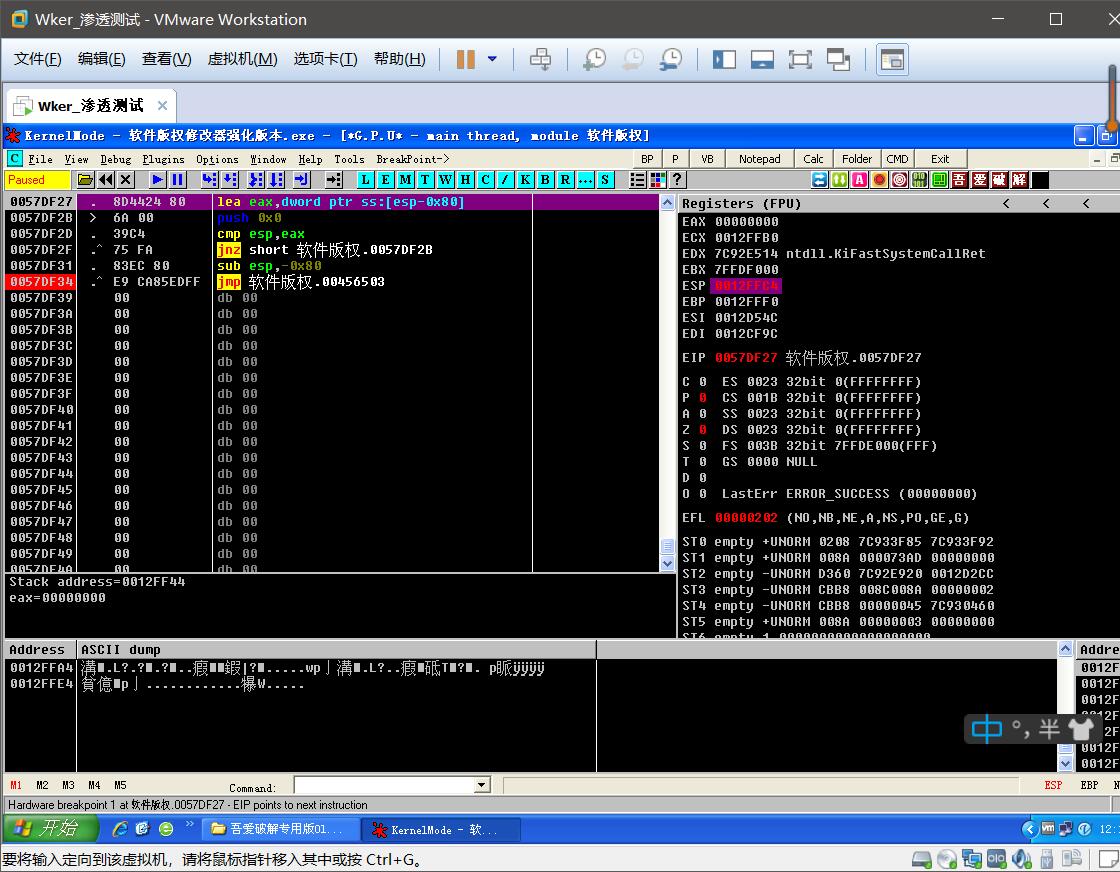 Wker_渗透测试 - VMware Workstation
文件(F) 编辑(E) 查看(V) 虚拟机(M) 选项卡(T) 帮助(H)
Wker_渗透测试
KernelMode - 软件版权修改器强化版本.exe - [*G.P.U* - main thread, module 软件版权]
C File View Debug Plugins Options Window Help Tools BreakPoint-> BP P VB Notepad Calc Folder CMD Exit
Paused L E M T W H C / K B R ... S ? A 吾 爱 破 解
0057DF27 . 8D4424 80 lea eax,dword ptr ss:[esp-0x80]
0057DF2B > 6A 00 push 0x0
0057DF2D . 39C4 cmp esp,eax
0057DF2F .^ 75 FA jnz short 软件版权.0057DF2B
0057DF31 . 83EC 80 sub esp,-0x80
0057DF34 .^ E9 CA85EDFF jmp 软件版权.00456503
0057DF39 00 db 00
0057DF3A 00 db 00
0057DF3B 00 db 00
0057DF3C 00 db 00
0057DF3D 00 db 00
0057DF3E 00 db 00
0057DF3F 00 db 00
0057DF40 00 db 00
0057DF41 00 db 00
0057DF42 00 db 00
0057DF43 00 db 00
0057DF44 00 db 00
0057DF45 00 db 00
0057DF46 00 db 00
0057DF47 00 db 00
0057DF48 00 db 00
0057DF49 00 db 00
0057DF4A 00 db 00
Registers (FPU) < < <
EAX 00000000
ECX 0012FFB0
EDX 7C92E514 ntdll.KiFastSystemCallRet
EBX 7FFDF000
ESP 0012FFC4
EBP 0012FFF0
ESI 0012D54C
EDI 0012CF9C
EIP 0057DF27 软件版权.0057DF27
C 0 ES 0023 32bit 0(FFFFFFFF)
P 0 CS 001B 32bit 0(FFFFFFFF)
A 0 SS 0023 32bit 0(FFFFFFFF)
Z 0 DS 0023 32bit 0(FFFFFFFF)
S 0 FS 003B 32bit 7FFDE000(FFF)
T 0 GS 0000 NULL
D 0
O 0 LastErr ERROR_SUCCESS (00000000)
EFL 00000202 (NO,NB,NE,A,NS,PO,GE,G)
ST0 empty +UNORM 0208 7C933F85 7C933F92
ST1 empty +UNORM 008A 000073AD 00000000
ST2 empty -UNORM D360 7C92E920 0012D2CC
ST3 empty -UNORM CBB8 008C008A 00000002
ST4 empty -UNORM CBB8 00000045 7C930460
ST5 empty +UNORM 008A 00000003 00000000
ST6 empty 1.0000000000000000000
Stack address=0012FF44
eax=00000000
Address ASCII dump
0012FFA4
0012FFE4
Addre
0012F
0012F
0012F
0012F
0012F
0012F
中 °, 半
M1 M2 M3 M4 M5 Command: ESP EBP N
Hardware breakpoint 1 at 软件版权.0057DF27 - EIP points to next instruction
开始 吾爱破解专用版01... KernelMode - 软... 12:
要将输入定向到该虚拟机，请将鼠标指针移入其中或按 Ctrl+G。